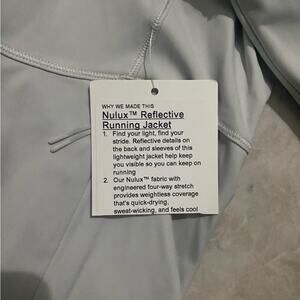 WHY WE MADE THIS
Nulux™ Reflective
Running Jacket
1. Find your light, find your
stride. Reflective details on
the back and sleeves of this
lightweight jacket help keep
you visible so you can keep on
running
2. Our Nulux™ fabric with
engineered four-way stretch
provides weightless coverage
that's quick-drying,
sweat-wicking, and feels cool